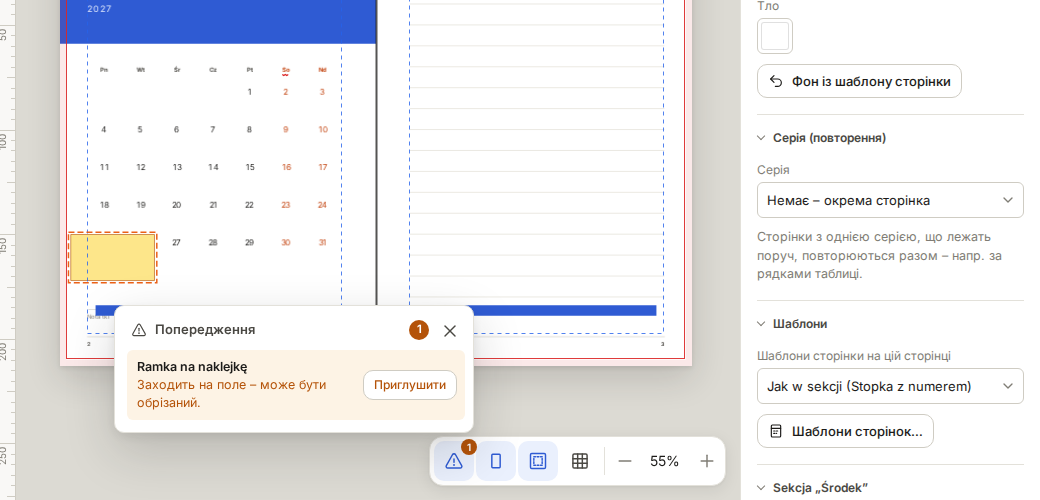 2027
Pn Wt Śr Cz Pt So Nd
1 2 3
4 5 6 7 8 9 10
11 12 13 14 15 16 17
18 19 20 21 22 23 24
27 28 29 30 31
2
3
50
100
150
200
250
Попередження
1
Ramka na naklejkę
Заходить на поле – може бути
обрізаний.
Приглушити
1
55%
Тло
Фон із шаблону сторінки
Серія (повторення)
Серія
Немає – окрема сторінка
Сторінки з однією серією, що лежать
поруч, повторюються разом – напр. за
рядками таблиці.
Шаблони
Шаблони сторінки на цій сторінці
Jak w sekcji (Stopka z numerem)
Шаблони сторінок...
Sekcja „Środek”